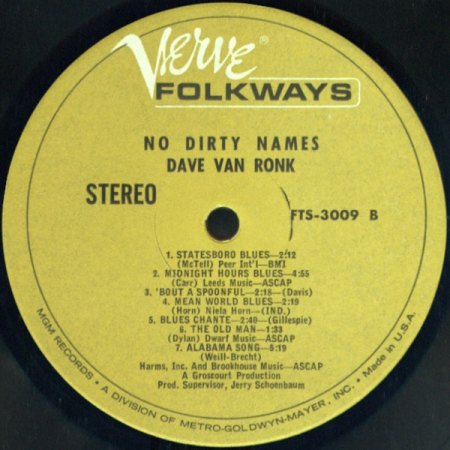 Verve
FOLKWAYS
NO DIRTY NAMES
DAVE VAN RONK
STEREO
FTS-3009 B
1. STATESBORO BLUES—2:12
(McTell) Peer Int'l—BMI
2. MIDNIGHT HOURS BLUES—4:55
(Carr) Leeds Music—ASCAP
3. 'BOUT A SPOONFUL—2:18—(Davis)
4. MEAN WORLD BLUES—2:19
(Horn) Niela Horn—(IND.)
5. BLUES CHANTE—2:40—(Gillespie)
6. THE OLD MAN—1:33
(Dylan) Dwarf Music—ASCAP
7. ALABAMA SONG—5:19
(Weill-Brecht)
Harms, Inc. And Brookhouse Music—ASCAP
A Groscourt Production
Prod. Supervisor, Jerry Schoenbaum
MGM RECORDS • A DIVISION OF METRO-GOLDWYN-MAYER, INC. • Made in U.S.A.